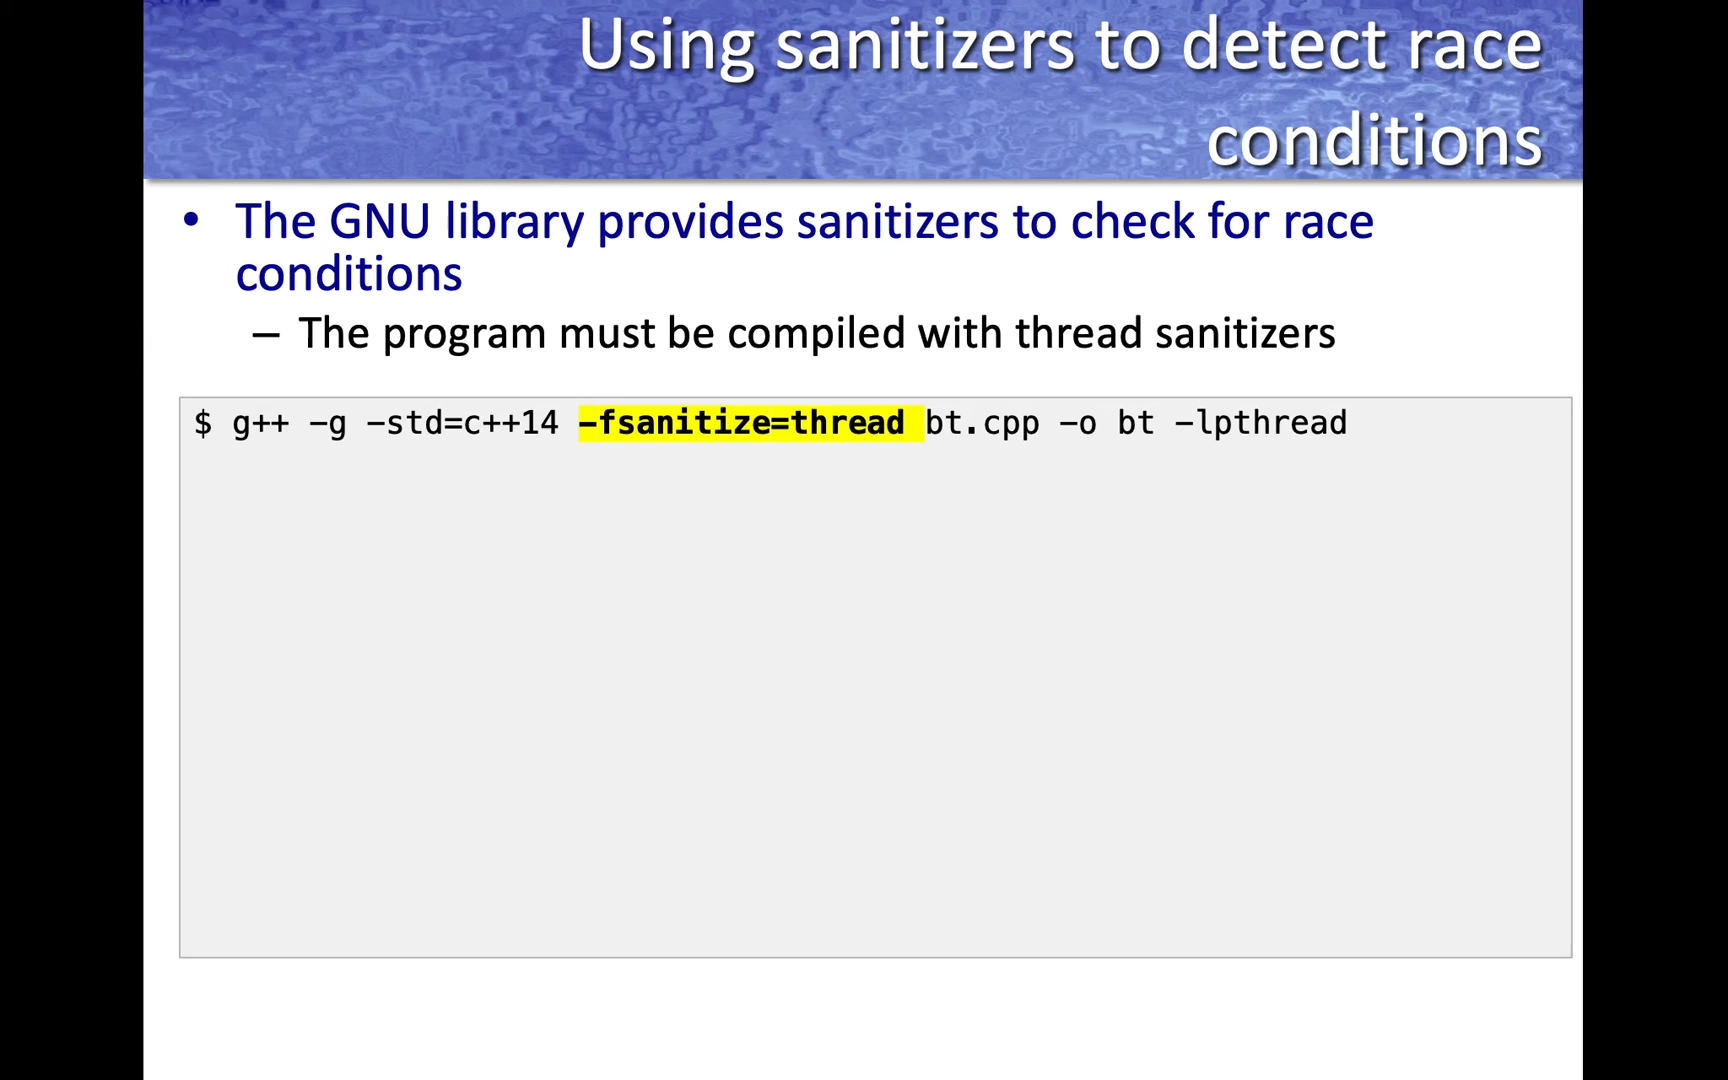 Using sanitizers to detect race
conditions
• The GNU library provides sanitizers to check for race
conditions
– The program must be compiled with thread sanitizers
$ g++ -g -std=c++14 -fsanitize=thread bt.cpp -o bt -lpthread